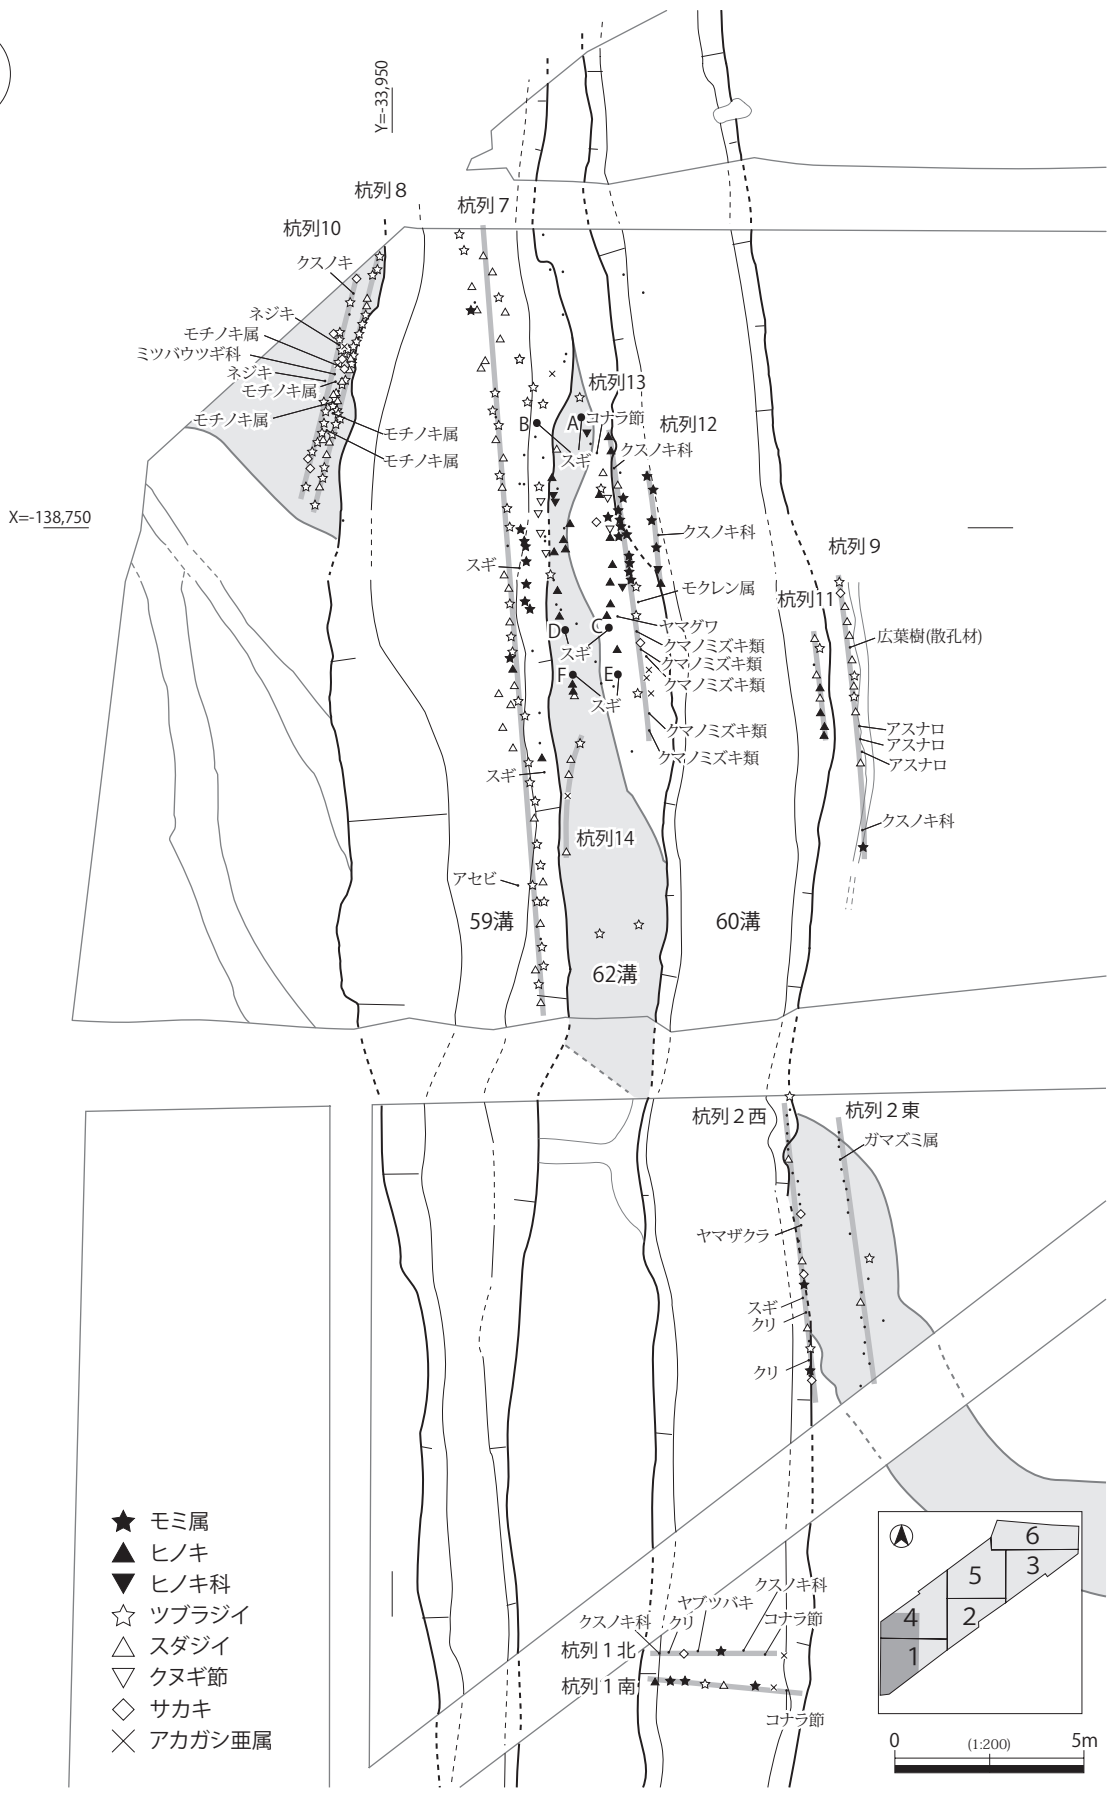 Y=-33,950
杭列８
杭列７
杭列10
クスノキ
ネジキ
モチノキ属
ミツバウツギ科
ネジキ
モチノキ属
モチノキ属
モチノキ属
モチノキ属
杭列13
B
A
コナラ節
杭列12
スギ
クスノキ科
X=-138,750
クスノキ科
杭列９
スギ
モクレン属
杭列11
ヤマグワ
D
C
広葉樹(散孔材)
クマノミズキ類
スギ
クマノミズキ類
F
E
クマノミズキ類
スギ
クマノミズキ類
アスナロ
アスナロ
クマノミズキ類
アスナロ
スギ
クスノキ科
杭列14
アセビ
59溝
60溝
62溝
杭列２西
杭列２東
ガマズミ属
ヤマザクラ
スギ
クリ
クリ
モミ属
ヒノキ
ヒノキ科
ツブラジイ
スダジイ
クヌギ節
サカキ
アカガシ亜属
クスノキ科
ヤブツバキ
クスノキ科
クリ
コナラ節
杭列１北
杭列１南
コナラ節
6
5
3
4
2
1
0
(1:200)
5m